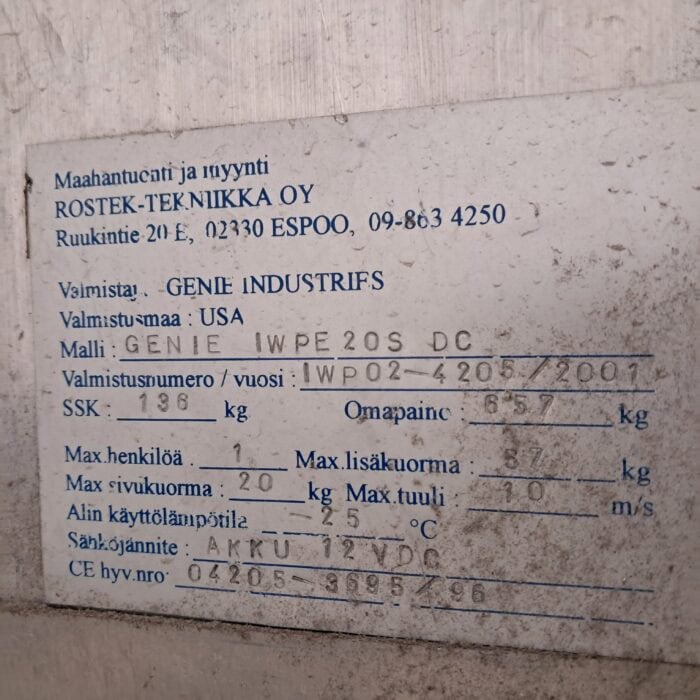 Maahantuonti ja myynti
ROSTEK-TEKNIIKKA OY
Ruukintie 20 E, 02330 ESPOO, 09-863 4250
Valmistaja: GENIE INDUSTRIES
Valmistusmaa : USA
Malli : GENIE IWPE 20S DC
Valmistusnumero / vuosi : IWP02-4205/2001
SSK : 136 kg Omapaino : 657 kg
Max.henkilöä . 1 Max.lisäkuorma : 57 kg
Max sivukuorma : 20 kg Max.tuuli : 10 m/s
Alin käyttölämpötila -25 °C
Sähköjännite : AKKU 12 VDC
CE hyv.nro: 04205-3695/96